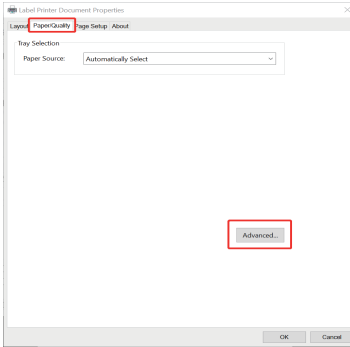 Label Printer Document Properties
Layout Paper/Quality Page Setup About
Tray Selection
Paper Source: Automatically Select
Advanced...
OK Cancel